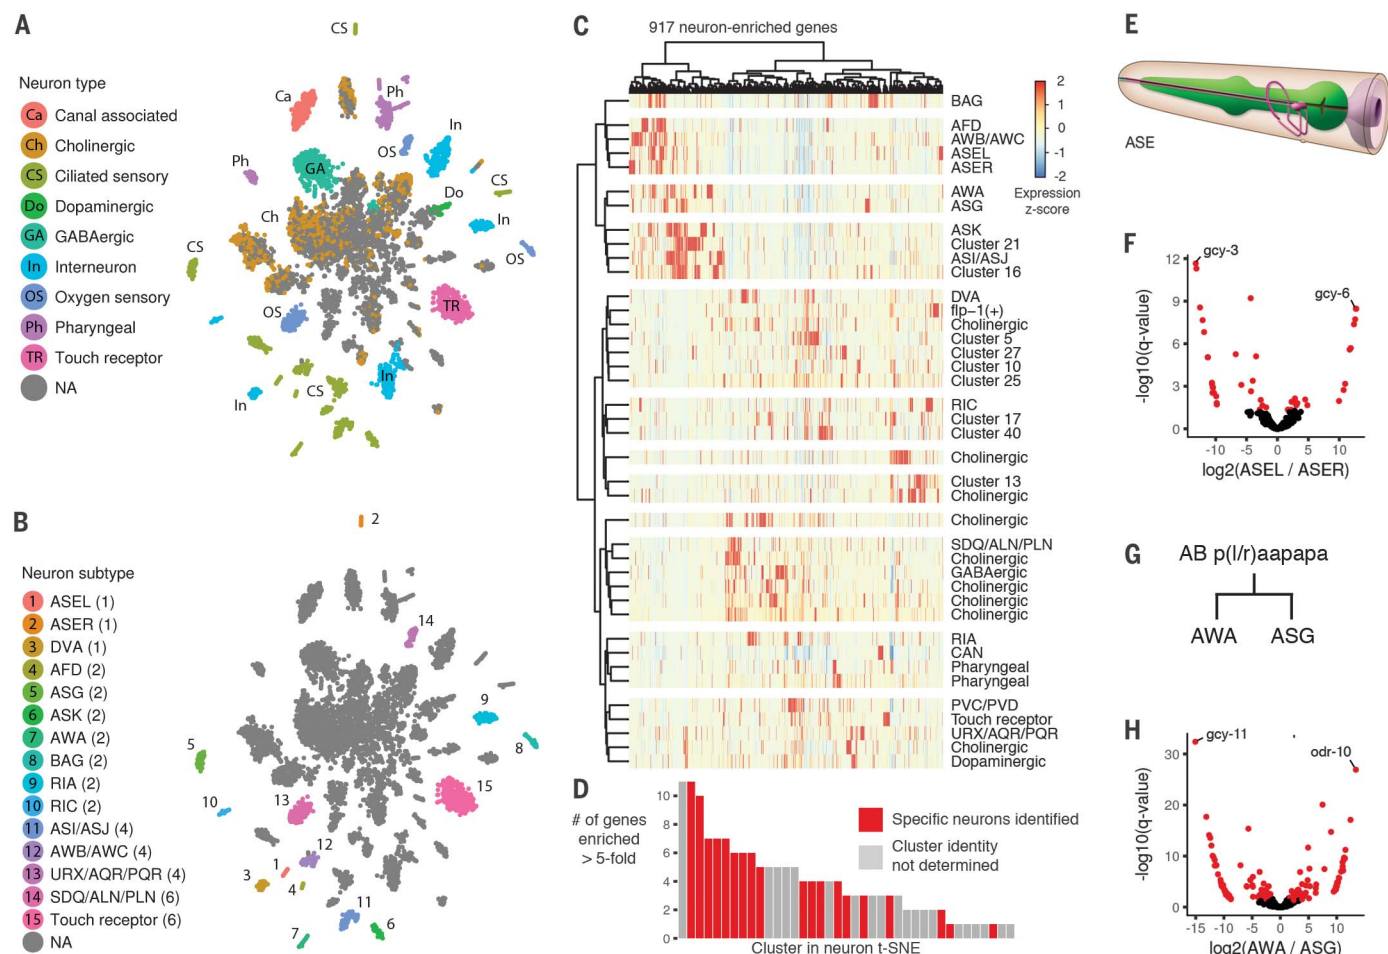 A
CS
Neuron type
Ca Canal associated
Ch Cholinergic
CS Ciliated sensory
Do Dopaminergic
GA GABAergic
In Interneuron
OS Oxygen sensory
Ph Pharyngeal
TR Touch receptor
NA
Ca
Ph
In
OS
Ph
GA
CS
Do
Ch
In
CS
OS
TR
OS
In
CS
In
B
2
Neuron subtype
1 ASEL (1)
2 ASER (1)
3 DVA (1)
4 AFD (2)
5 ASG (2)
6 ASK (2)
7 AWA (2)
8 BAG (2)
9 RIA (2)
10 RIC (2)
11 ASI/ASJ (4)
12 AWB/AWC (4)
13 URX/AQR/PQR (4)
14 SDQ/ALN/PLN (6)
15 Touch receptor (6)
NA
14
9
5
8
15
10
13
12
1
3
4
11
6
7
C
917 neuron-enriched genes
2
1
0
-1
-2
Expression
z-score
BAG
AFD
AWB/AWC
ASEL
ASER
AWA
ASG
ASK
Cluster 21
ASI/ASJ
Cluster 16
DVA
flp-1(+)
Cholinergic
Cluster 5
Cluster 27
Cluster 10
Cluster 25
RIC
Cluster 17
Cluster 40
Cholinergic
Cluster 13
Cholinergic
Cholinergic
SDQ/ALN/PLN
Cholinergic
GABAergic
Cholinergic
Cholinergic
Cholinergic
RIA
CAN
Pharyngeal
Pharyngeal
PVC/PVD
Touch receptor
URX/AQR/PQR
Cholinergic
Dopaminergic
D
# of genes
enriched
> 5-fold
10
8
6
4
2
0
Specific neurons identified
Cluster identity
not determined
Cluster in neuron t-SNE
E
ASE
F
12
9
6
3
0
-log10(q-value)
gcy-3
gcy-6
-10 -5 0 5 10
log2(ASEL / ASER)
G
AB p(l/r)aapapa
AWA ASG
H
30
20
10
0
-log10(q-value)
gcy-11
odr-10
-15 -10 -5 0 5 10
log2(AWA / ASG)